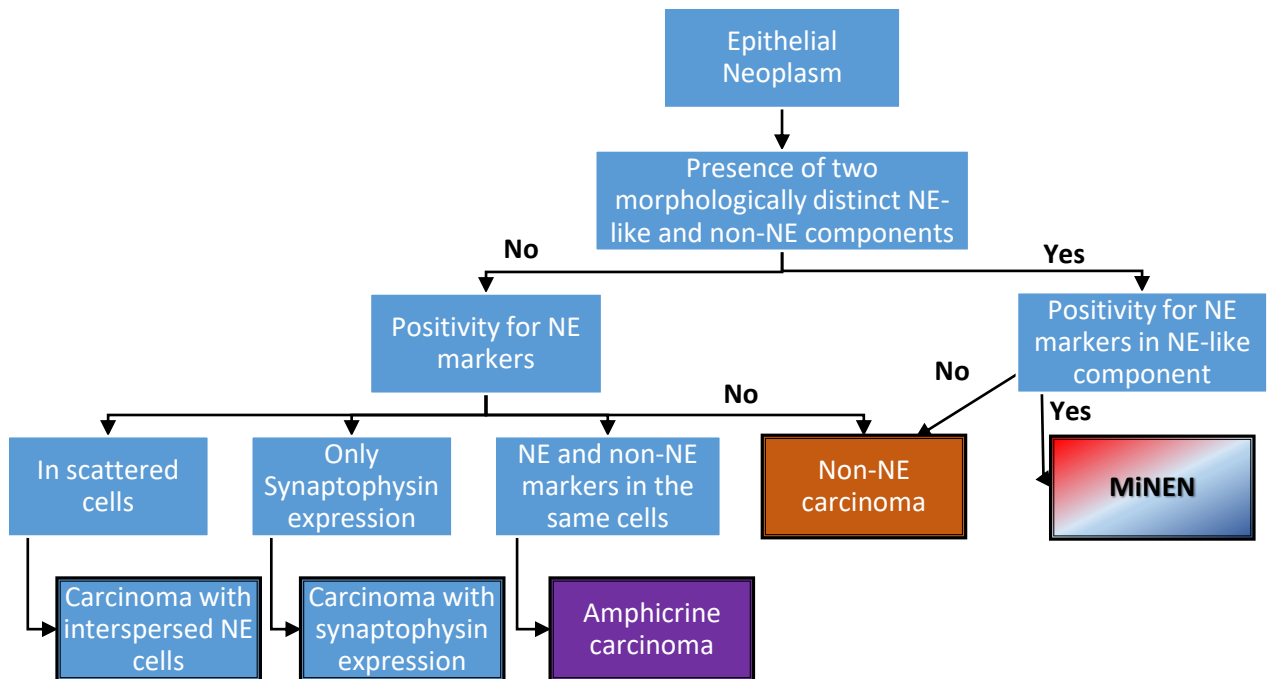 Epithelial
Neoplasm
Presence of two
morphologically distinct NE-
like and non-NE components
No
Yes
Positivity for NE
markers
Positivity for NE
markers in NE-like
component
No
No
Yes
In scattered
cells
Only
Synaptophysin
expression
NE and non-NE
markers in the
same cells
Non-NE
carcinoma
MiNEN
Carcinoma with
interspersed NE
cells
Carcinoma with
synaptophysin
expression
Amphicrine
carcinoma